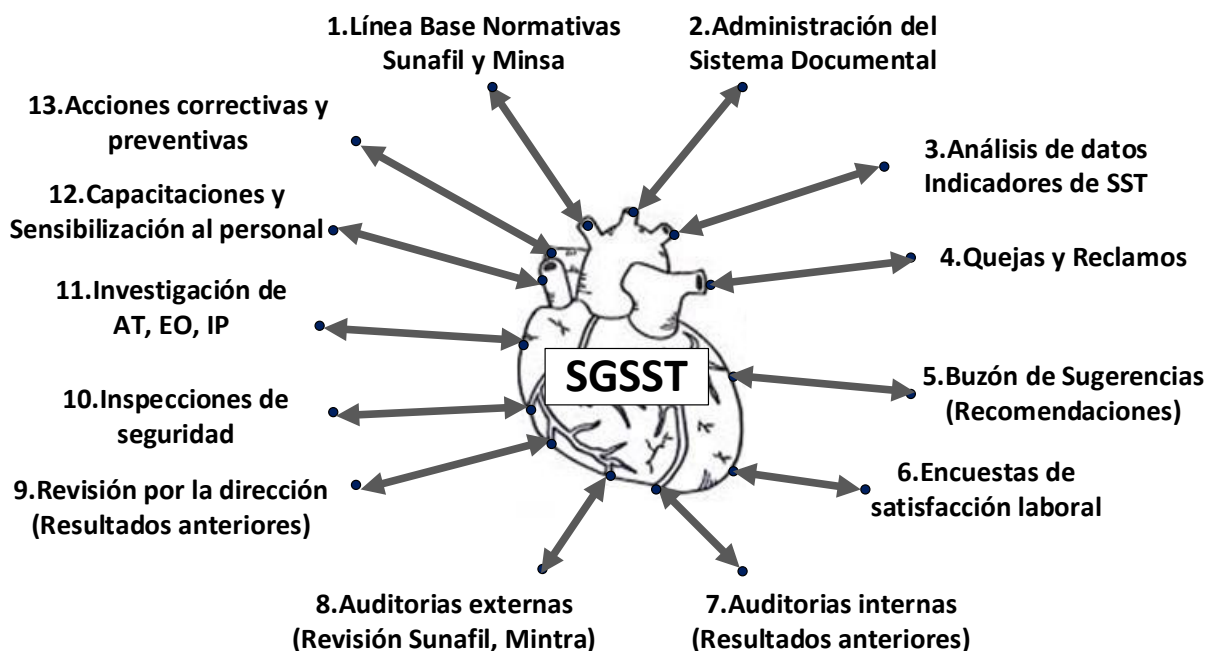 1.Línea Base Normativas
Sunafil y Minsa
2.Administración del
Sistema Documental
3.Análisis de datos
Indicadores de SST
4.Quejas y Reclamos
5.Buzón de Sugerencias
(Recomendaciones)
6.Encuestas de
satisfacción laboral
7.Auditorias internas
(Resultados anteriores)
8.Auditorias externas
(Revisión Sunafil, Mintra)
9.Revisión por la dirección
(Resultados anteriores)
10.Inspecciones de
seguridad
11.Investigación de
AT, EO, IP
12.Capacitaciones y
Sensibilización al personal
13.Acciones correctivas y
preventivas
SGSST